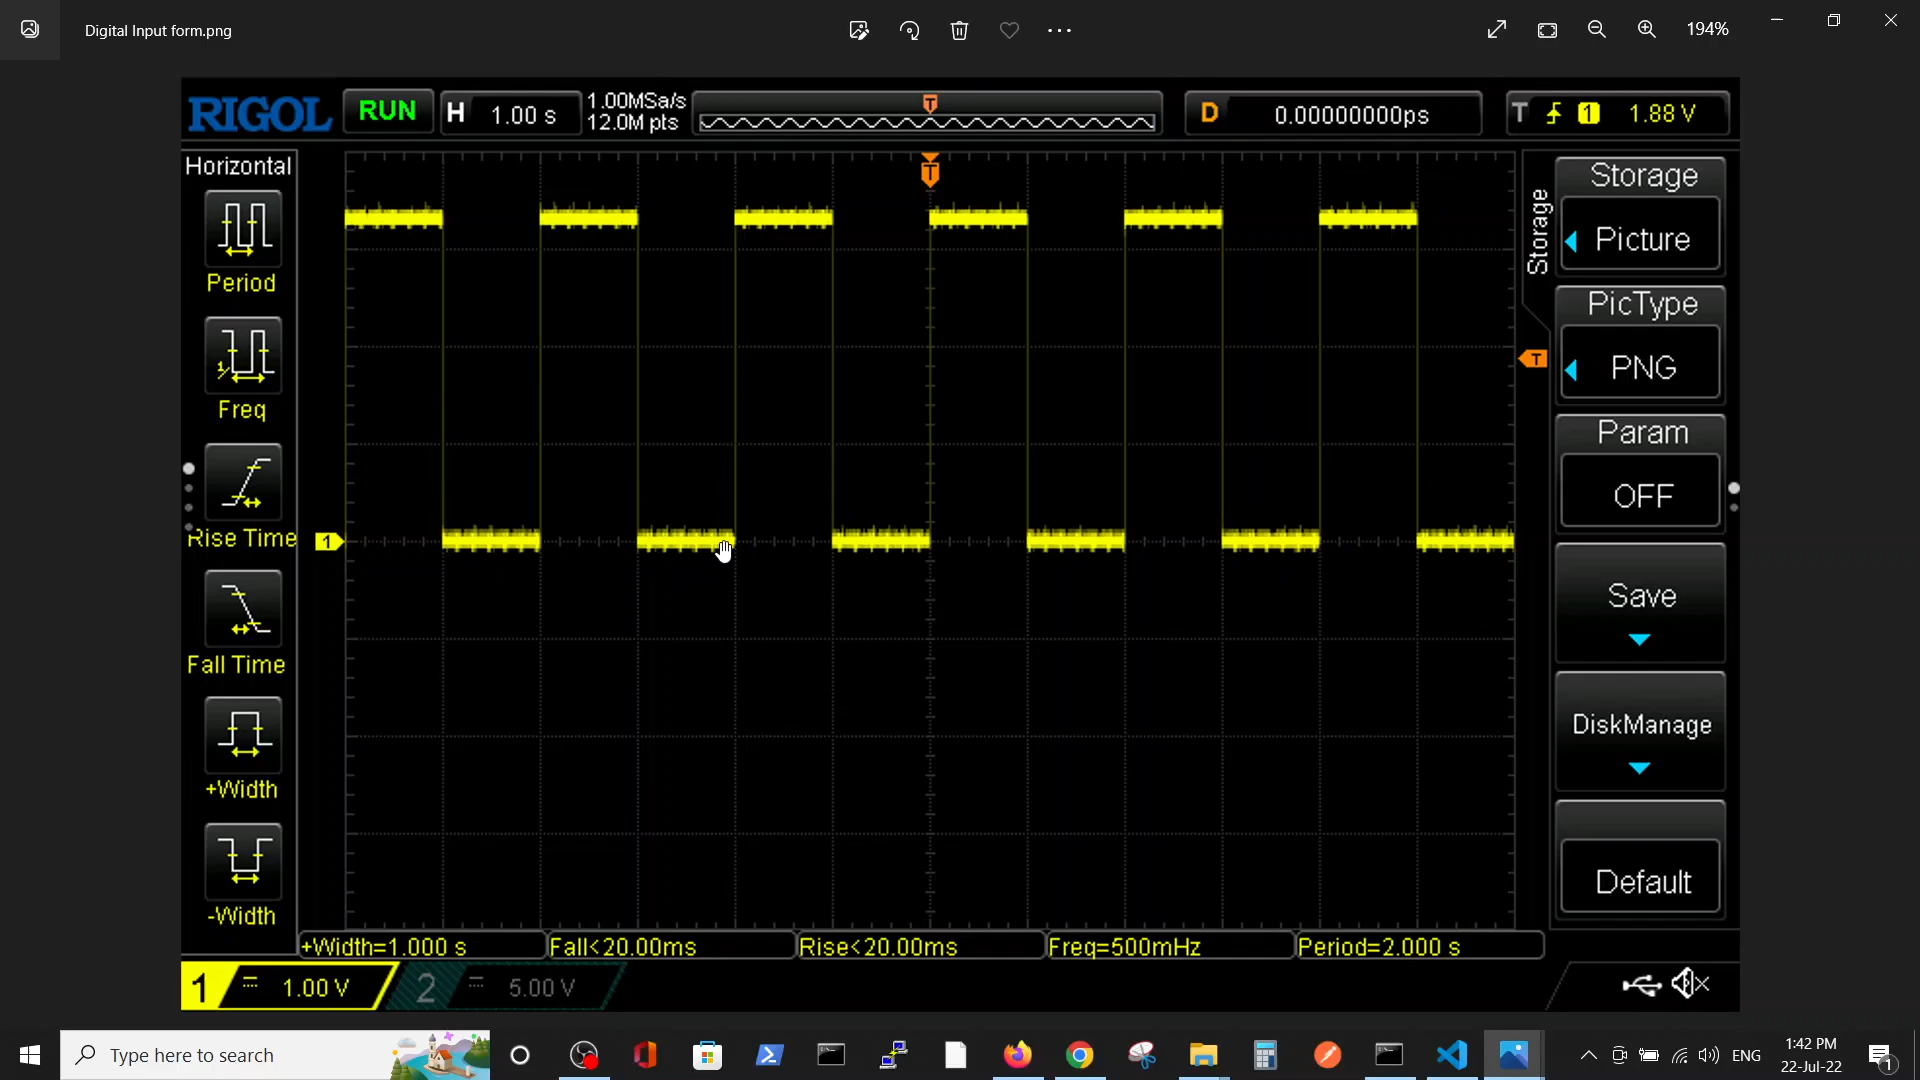 Digital Input form.png
194%
RIGOL RUN H 1.00 s 1.00MSa/s 12.0M pts T D 0.00000000ps T 1 1.88 V
Horizontal
Period
Freq
Rise Time
Fall Time
+Width
-Width
T
1
T
Storage
Storage
Picture
PicType
PNG
Param
OFF
Save
DiskManage
Default
+Width=1.000 s Fall<20.00ms Rise<20.00ms Freq=500mHz Period=2.000 s
1 1.00 V 2 5.00 V
Type here to search
ENG
1:42 PM
22-Jul-22
1